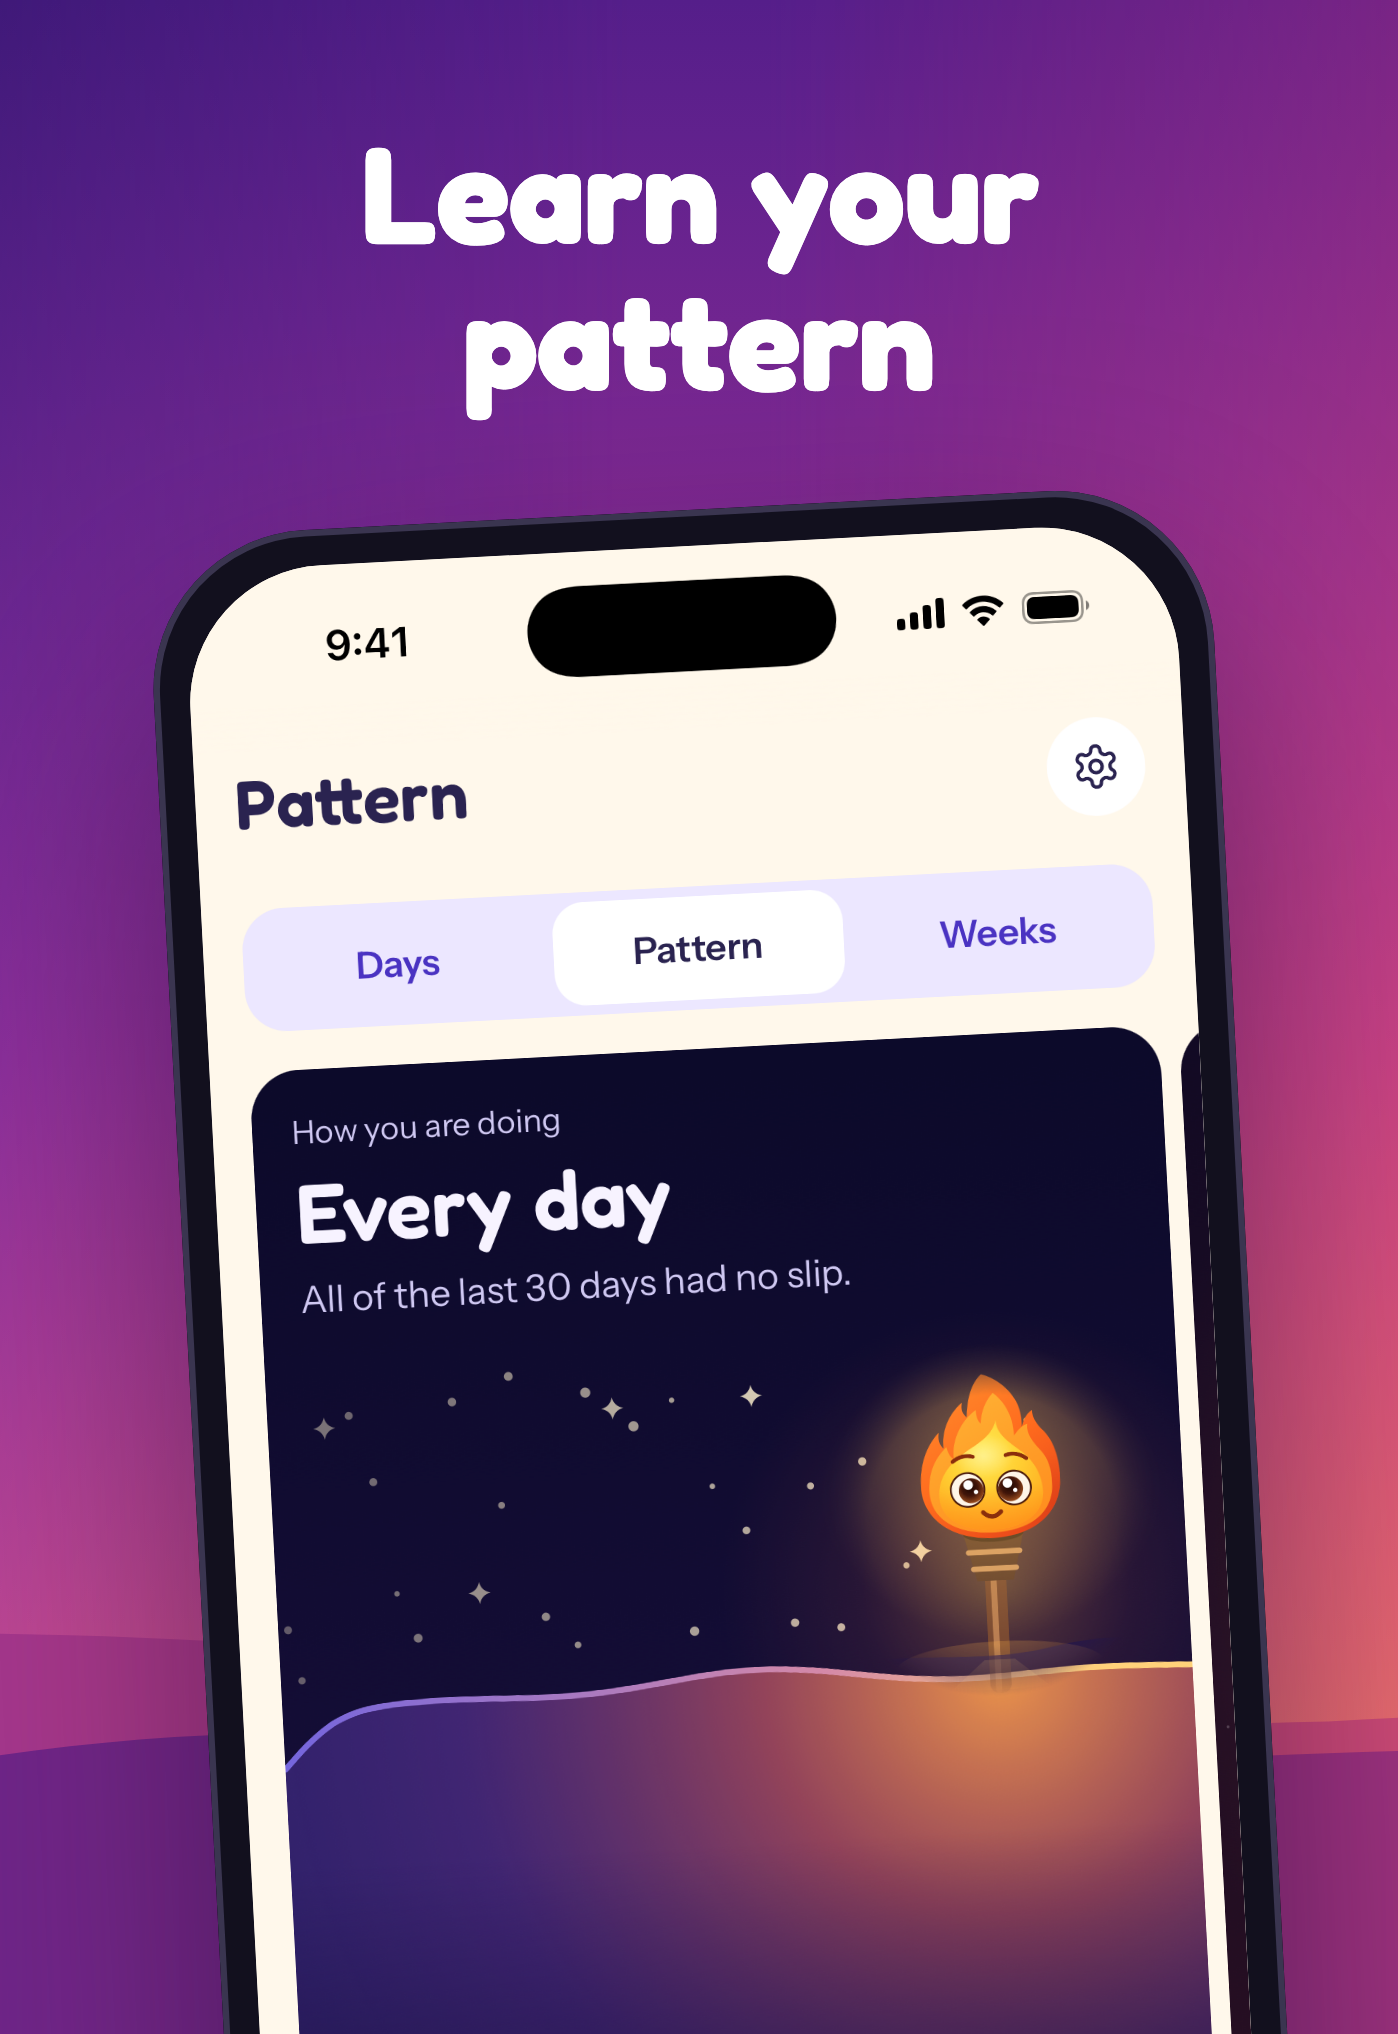 Learn your
pattern
9:41
Pattern
Days
Pattern
Weeks
How you are doing
Every day
All of the last 30 days had no slip.